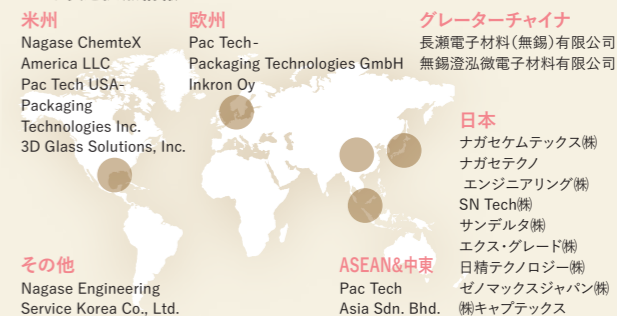 米州
Nagase ChemteX
America LLC
Pac Tech USA-
Packaging
Technologies Inc.
3D Glass Solutions, Inc.
欧州
Pac Tech-
Packaging Technologies GmbH
Inkron Oy
グレーターチャイナ
長瀬電子材料(無錫)有限公司
無錫澄泓微電子材料有限公司
日本
ナガセケムテックス㈱
ナガセテクノ
エンジニアリング㈱
SN Tech㈱
サンデルタ㈱
エクス・グレード㈱
日精テクノロジー㈱
ゼノマックスジャパン㈱
㈱キャプテックス
その他
Nagase Engineering
Service Korea Co., Ltd.
ASEAN&中東
Pac Tech
Asia Sdn. Bhd.